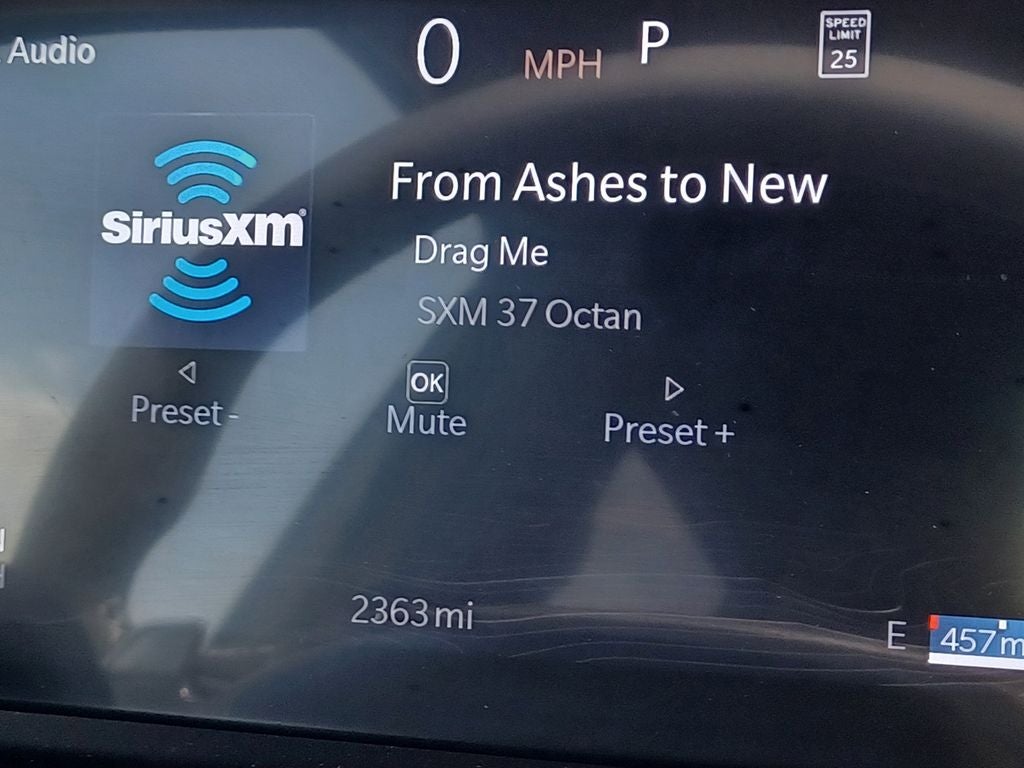 Audio
0 MPH P
SPEED
LIMIT
25
SiriusXM
From Ashes to New
Drag Me
SXM 37 Octan
OK
Preset -
Mute
Preset +
2363 mi
E 457 m